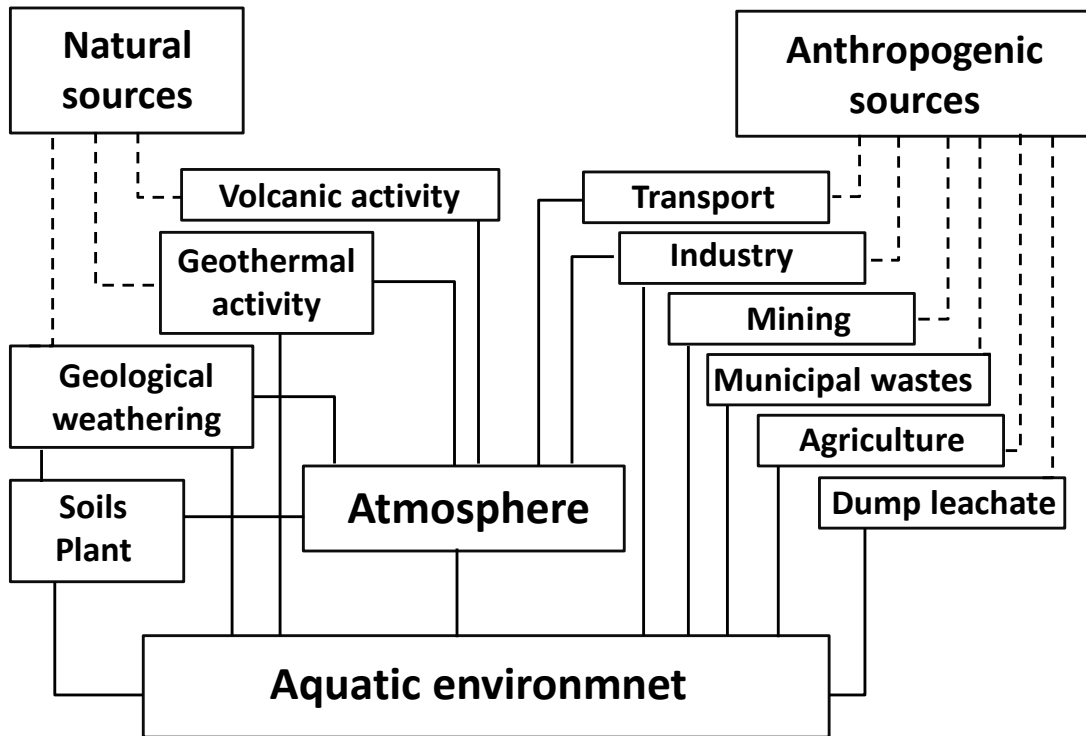 Natural
sources
Anthropogenic
sources
Volcanic activity
Transport
Geothermal
activity
Industry
Mining
Geological
weathering
Municipal wastes
Agriculture
Soils
Plant
Atmosphere
Dump leachate
Aquatic environmnet